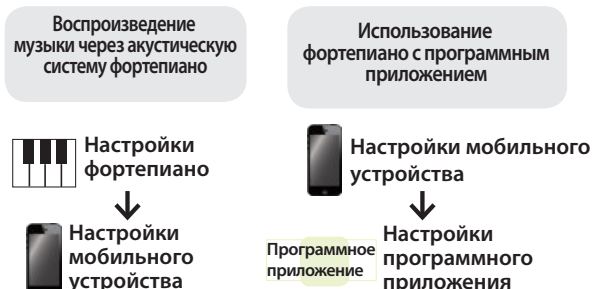 Воспроизведение
музыки через акустическую
систему фортепиано
Настройки
фортепиано
Настройки
мобильного
устройства
Использование
фортепиано с программным
приложением
Настройки мобильного
устройства
Программное
приложение
Настройки
программного
приложения